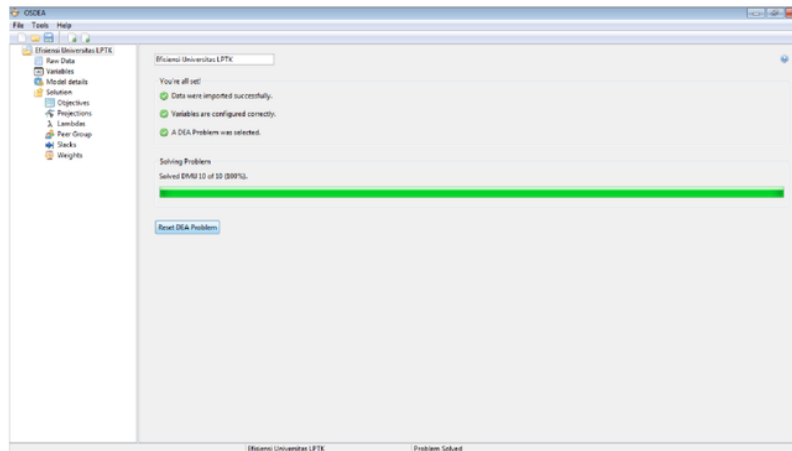 OSDEA
File Tools Help
Efisiensi Universitas LPTK
Raw Data
Variables
Model details
Solution
Objectives
Projections
Lambdas
Peer Group
Slacks
Weights
Efisiensi Universitas LPTK
You're all set!
Data were imported successfully.
Variables are configured correctly.
A DEA Problem was selected.
Solving Problem
Solved DMU 10 of 10 (100%).
Reset DEA Problem
Efisiensi Universitas LPTK Problem Solved